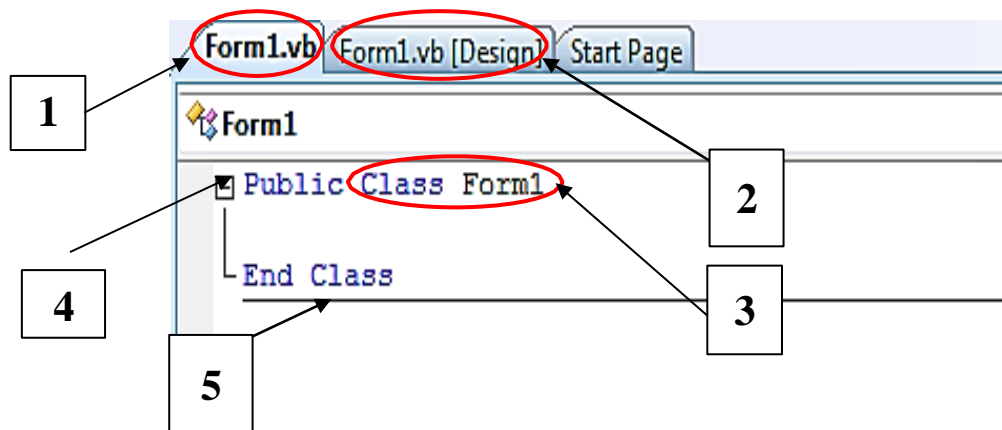 Form1.vb Form1.vb [Design] Start Page
1
Form1
Public Class Form1
2
End Class
4
3
5